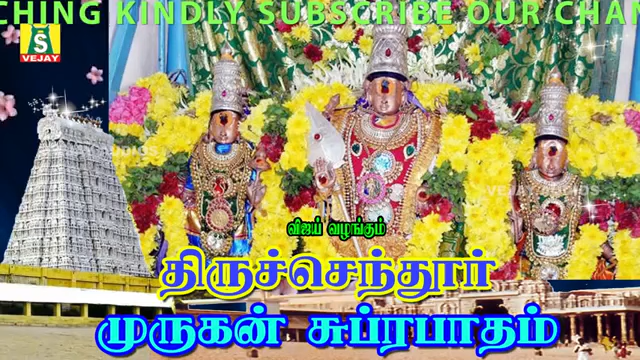 CHING KINDLY SUBSCRIBE OUR CHAN
VEJAY
விஜய் வழங்கும்
திருச்செந்தூர்
முருகன் சுப்ரபாதம்